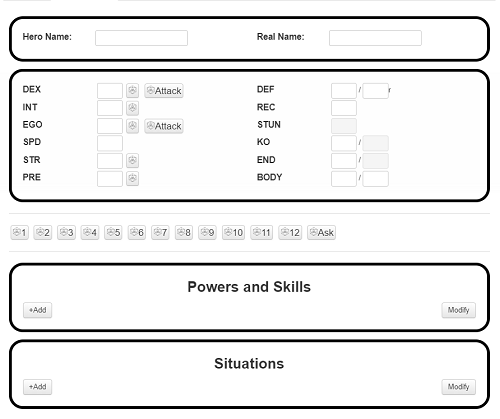 Hero Name: Real Name:
DEX Attack DEF / r
INT REC
EGO Attack STUN
SPD KO /
STR END /
PRE BODY /
1 2 3 4 5 6 7 8 9 10 11 12 Ask
Powers and Skills
+Add Modify
Situations
+Add Modify